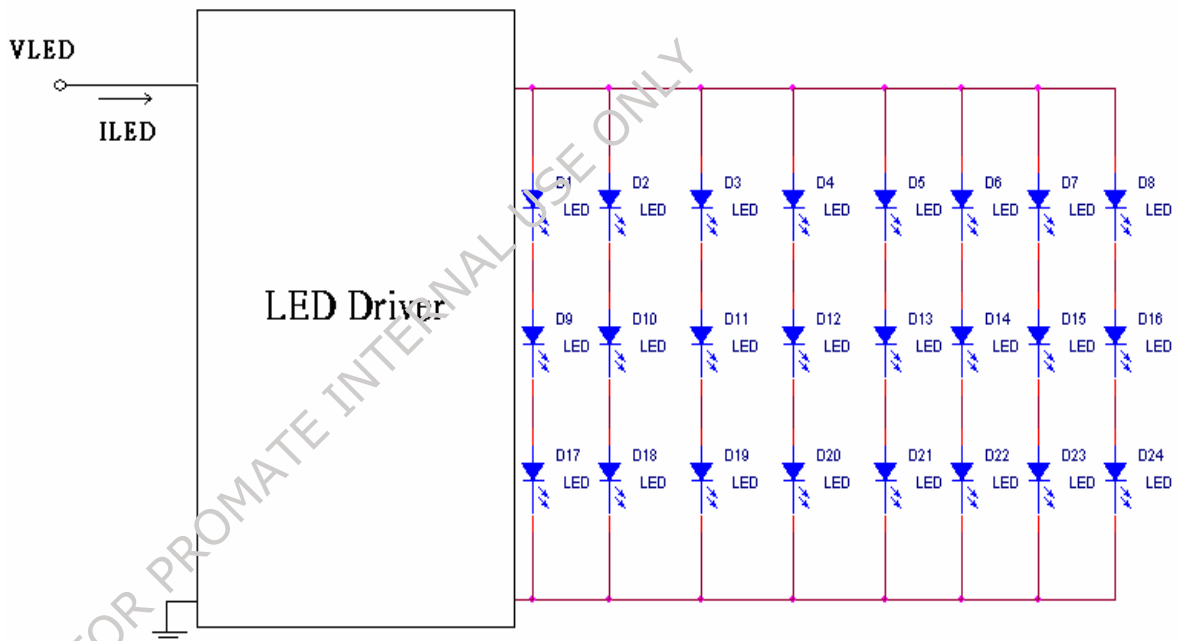 VLED
ILED
LED Driver
D1 D2 D3 D4 D5 D6 D7 D8
LED LED LED LED LED LED LED LED
D9 D10 D11 D12 D13 D14 D15 D16
LED LED LED LED LED LED LED LED
D17 D18 D19 D20 D21 D22 D23 D24
LED LED LED LED LED LED LED LED
FOR PROMATE INTERNAL USE ONLY